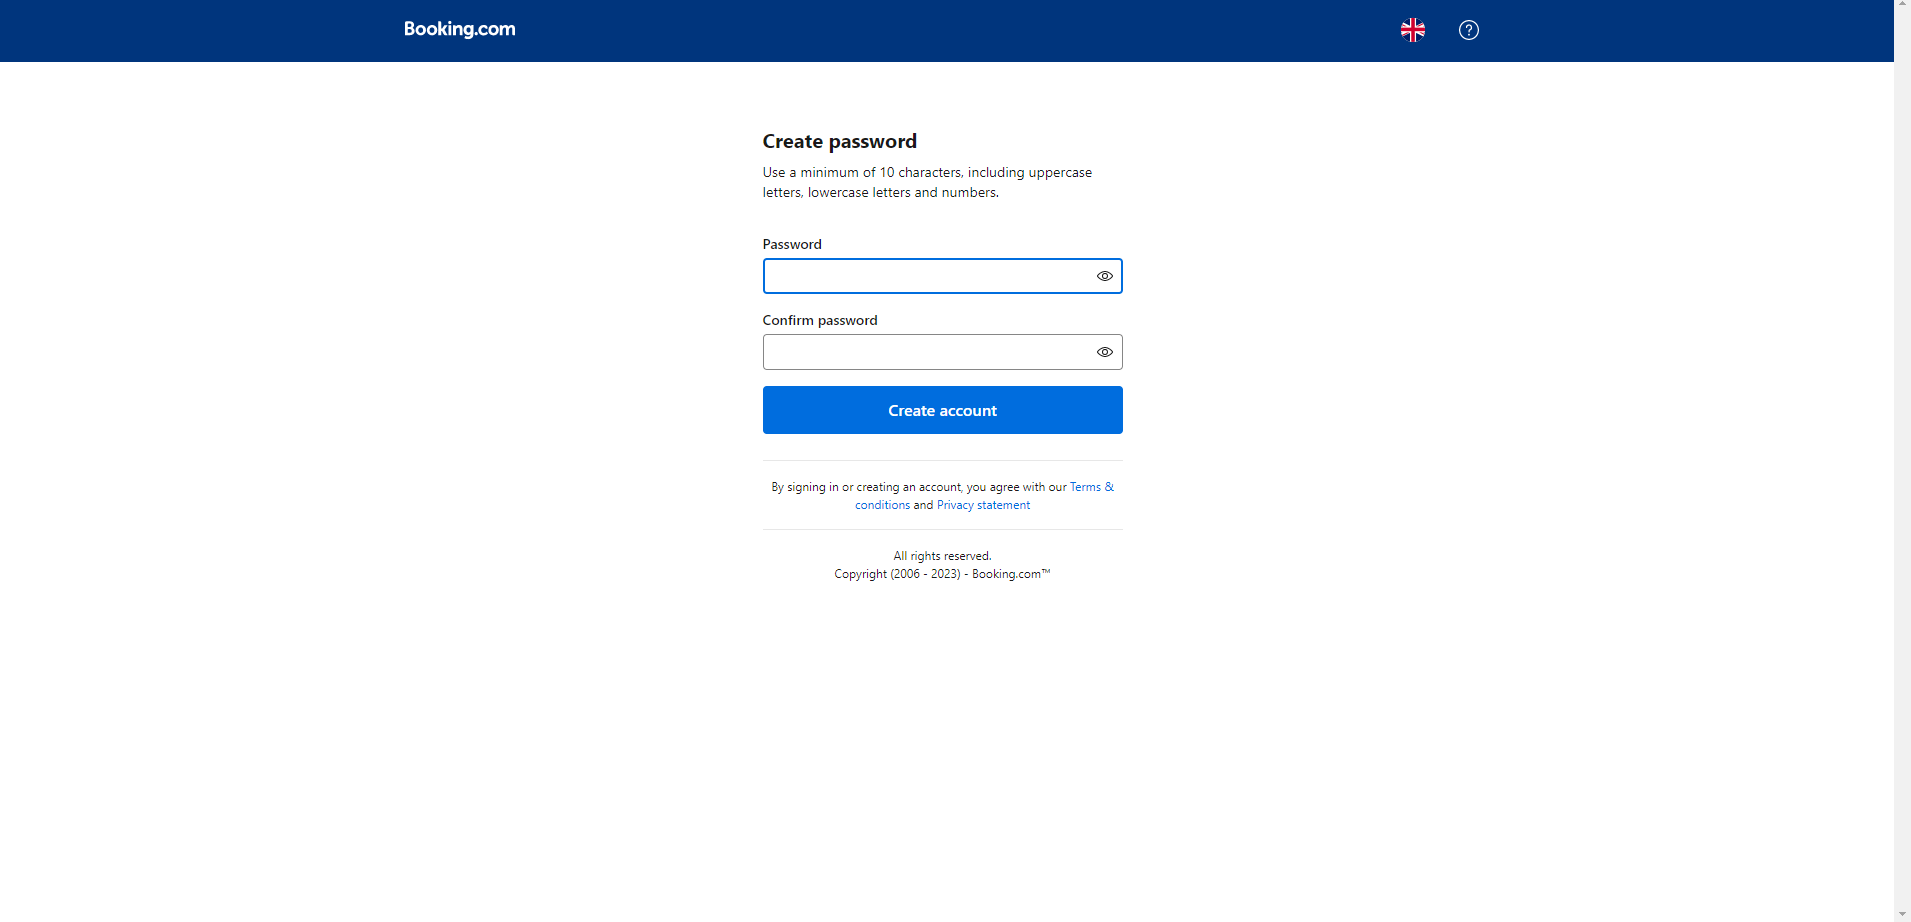 Booking.com
Create password
Use a minimum of 10 characters, including uppercase
letters, lowercase letters and numbers.
Password
Confirm password
Create account
By signing in or creating an account, you agree with our Terms &
conditions and Privacy statement
All rights reserved.
Copyright (2006 - 2023) - Booking.com™